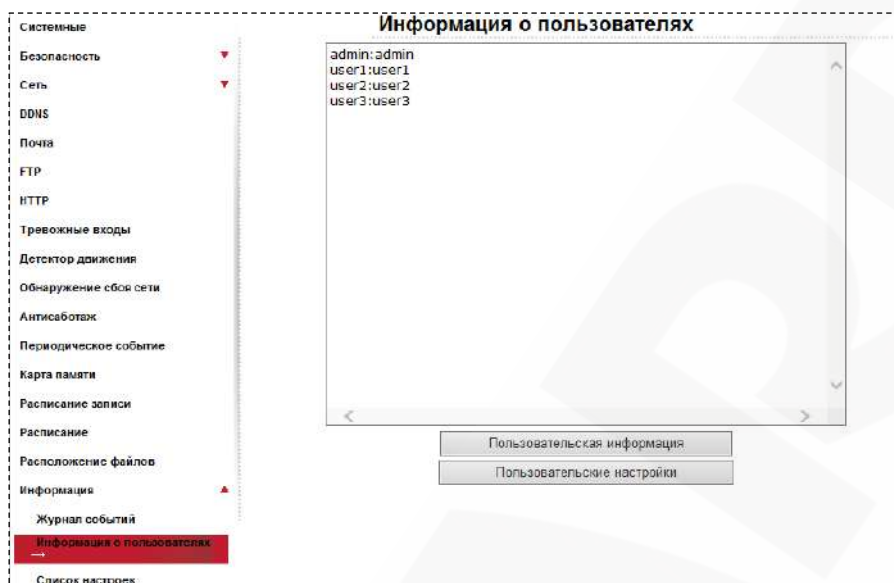 Информация о пользователях
Системные
Безопасность
Сеть
DDNS
Почта
FTP
HTTP
Тревожные входы
Детектор движения
Обнаружение сбоя сети
Антисаботаж
Периодическое событие
Карта памяти
Расписание записи
Расписание
Расположение файлов
Информация
Журнал событий
Информация о пользователях
Список настроек
admin:admin
user1:user1
user2:user2
user3:user3
Пользовательская информация
Пользовательские настройки